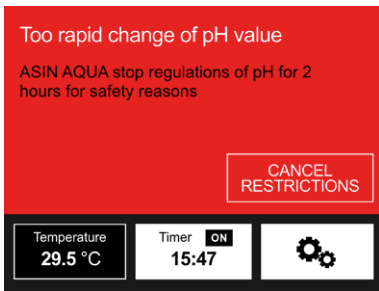 Too rapid change of pH value
ASIN AQUA stop regulations of pH for 2
hours for safety reasons
CANCEL
RESTRICTIONS
Temperature
29.5 °C
Timer ON
15:47